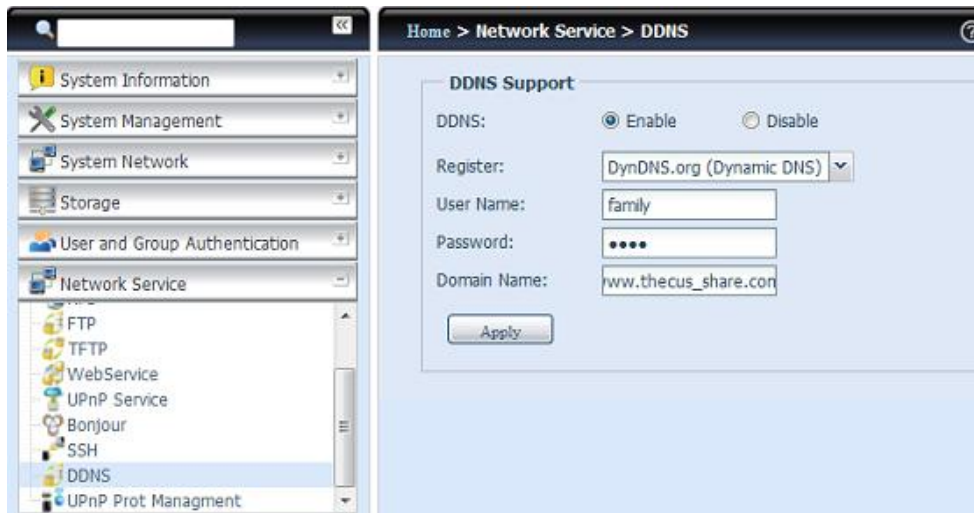 Home > Network Service > DDNS
System Information
System Management
System Network
Storage
User and Group Authentication
Network Service
FTP
TFTP
WebService
UPnP Service
Bonjour
SSH
DDNS
UPnP Prot Managment
DDNS Support
DDNS: Enable Disable
Register: DynDNS.org (Dynamic DNS)
User Name: family
Password: ••••
Domain Name: www.thecus_share.com
Apply